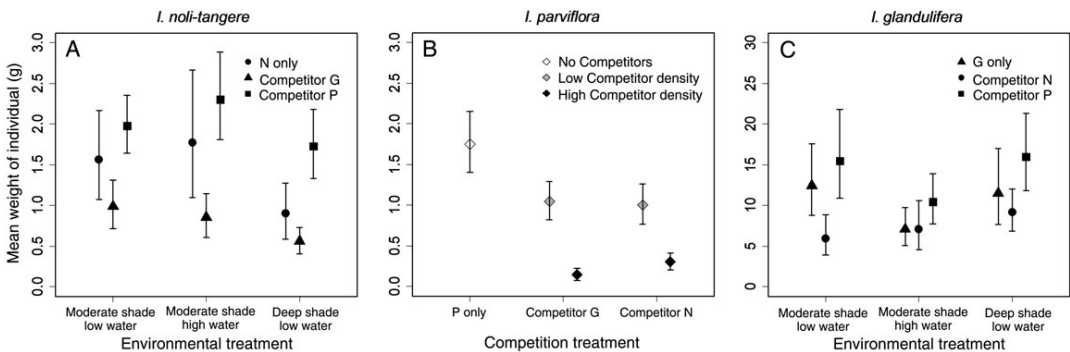 I. noli-tangere
I. parviflora
I. glandulifera
Mean weight of individual (g)
A
N only
Competitor G
Competitor P
3.0
2.5
2.0
1.5
1.0
0.5
0.0
Moderate shade
low water
Moderate shade
high water
Deep shade
low water
Environmental treatment
B
No Competitors
Low Competitor density
High Competitor density
3.0
2.5
2.0
1.5
1.0
0.5
0.0
P only
Competitor G
Competitor N
Competition treatment
C
G only
Competitor N
Competitor P
30
25
20
15
10
5
0
Moderate shade
low water
Moderate shade
high water
Deep shade
low water
Environmental treatment